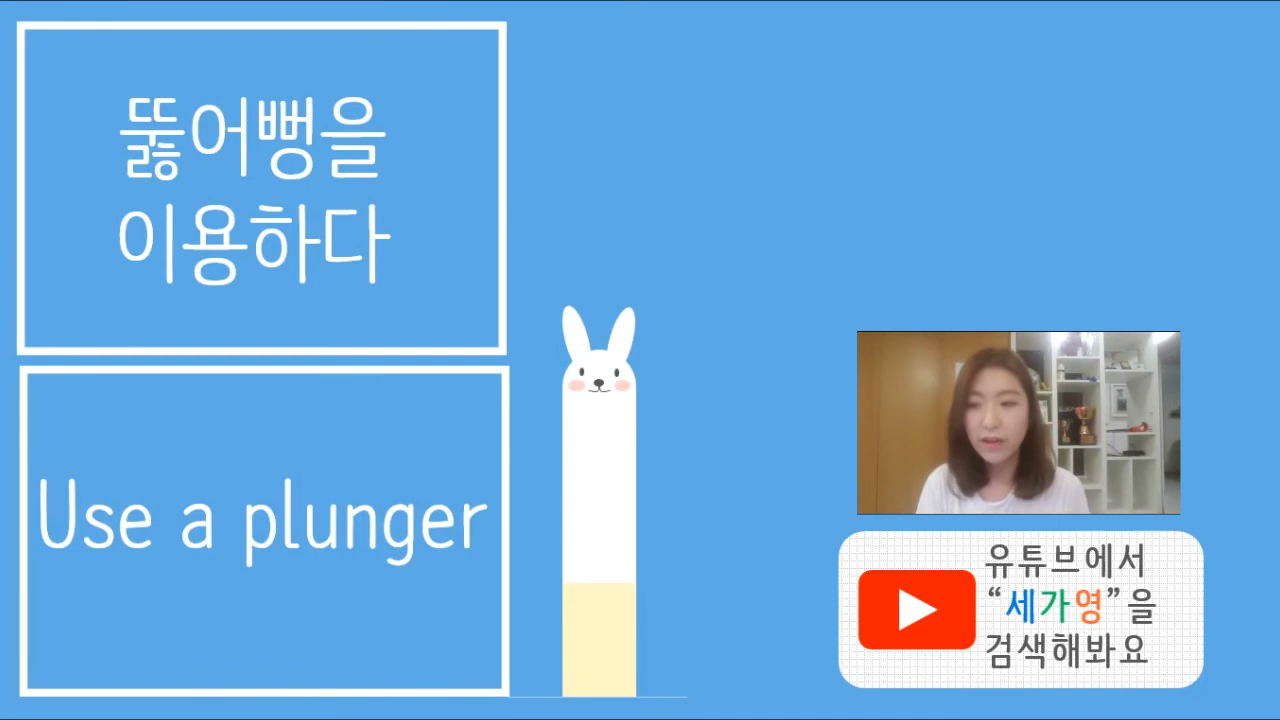 뚫어뻥을
이용하다
Use a plunger
유튜브에서
“세가영”을
검색해봐요